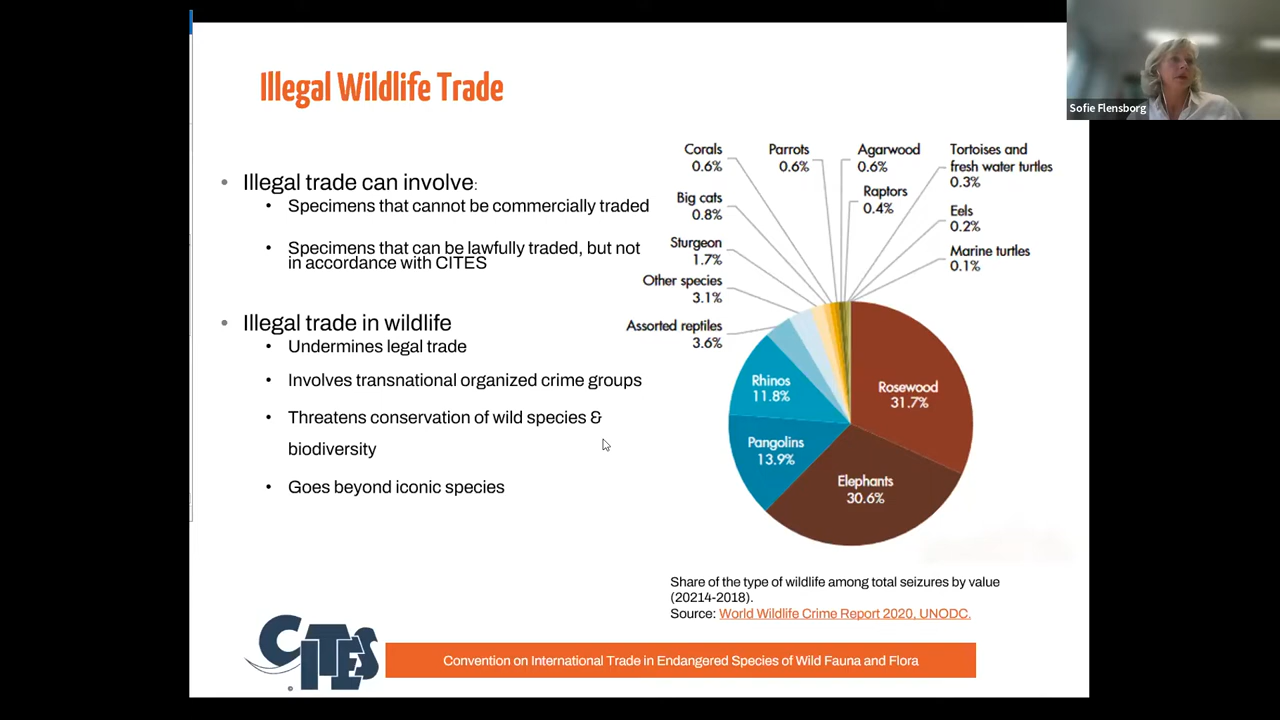 Illegal Wildlife Trade
Sofie Flensborg
• Illegal trade can involve:
• Specimens that cannot be commercially traded
• Specimens that can be lawfully traded, but not
in accordance with CITES
• Illegal trade in wildlife
• Undermines legal trade
• Involves transnational organized crime groups
• Threatens conservation of wild species &
biodiversity
• Goes beyond iconic species
Corals
0.6%
Parrots
0.6%
Agarwood
0.6%
Tortoises and
fresh water turtles
0.3%
Big cats
0.8%
Raptors
0.4%
Eels
0.2%
Sturgeon
1.7%
Marine turtles
0.1%
Other species
3.1%
Assorted reptiles
3.6%
Rhinos
11.8%
Rosewood
31.7%
Pangolins
13.9%
Elephants
30.6%
Share of the type of wildlife among total seizures by value
(20214-2018).
Source: World Wildlife Crime Report 2020, UNODC.
CITES
©
Convention on International Trade in Endangered Species of Wild Fauna and Flora